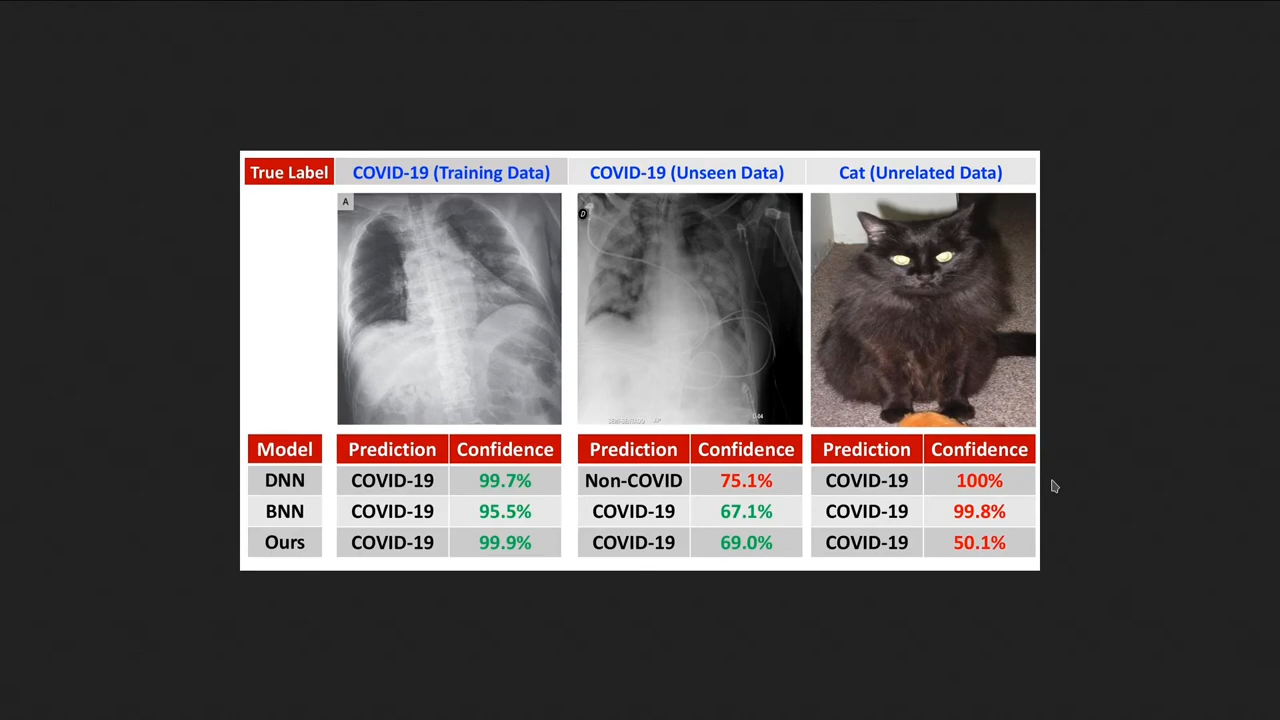 True Label COVID-19 (Training Data) COVID-19 (Unseen Data) Cat (Unrelated Data)
A
D
Model Prediction Confidence Prediction Confidence Prediction Confidence
DNN COVID-19 99.7% Non-COVID 75.1% COVID-19 100%
BNN COVID-19 95.5% COVID-19 67.1% COVID-19 99.8%
Ours COVID-19 99.9% COVID-19 69.0% COVID-19 50.1%